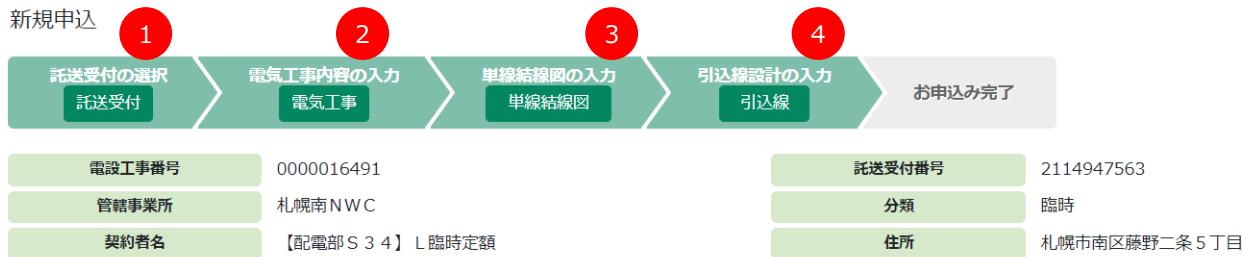 新規申込
1 2 3 4
託送受付の選択 電気工事内容の入力 単線結線図の入力 引込線設計の入力 お申込み完了
託送受付 電気工事 単線結線図 引込線
電設工事番号 0000016491 託送受付番号 2114947563
管轄事業所 札幌南ＮＷＣ 分類 臨時
契約者名 【配電部Ｓ３４】Ｌ臨時定額 住所 札幌市南区藤野二条５丁目